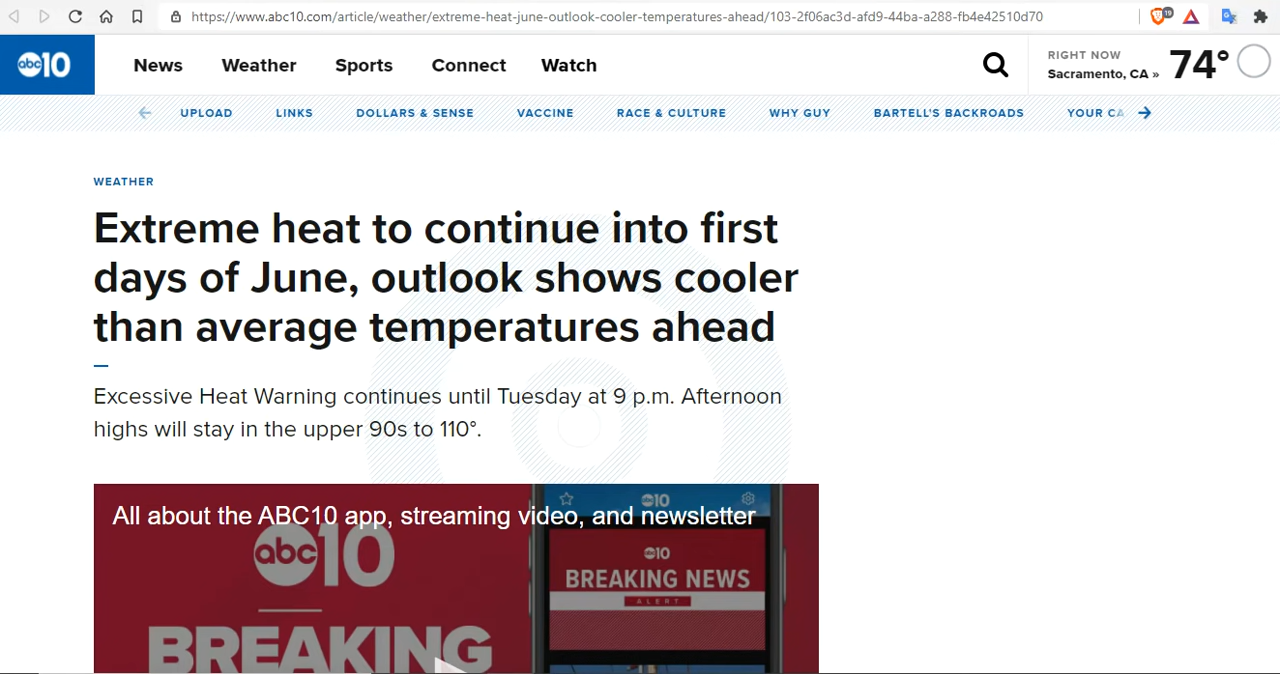 https://www.abc10.com/article/weather/extreme-heat-june-outlook-cooler-temperatures-ahead/103-2f06ac3d-afd9-44ba-a288-fb4e42510d70
19
abc10
News Weather Sports Connect Watch
RIGHT NOW
Sacramento, CA »
74°
UPLOAD LINKS DOLLARS & SENSE VACCINE RACE & CULTURE WHY GUY BARTELL'S BACKROADS YOUR CA
WEATHER
Extreme heat to continue into first
days of June, outlook shows cooler
than average temperatures ahead
Excessive Heat Warning continues until Tuesday at 9 p.m. Afternoon
highs will stay in the upper 90s to 110°.
All about the ABC10 app, streaming video, and newsletter
abc10
BREAKING
abc10
abc10
BREAKING NEWS
ALERT